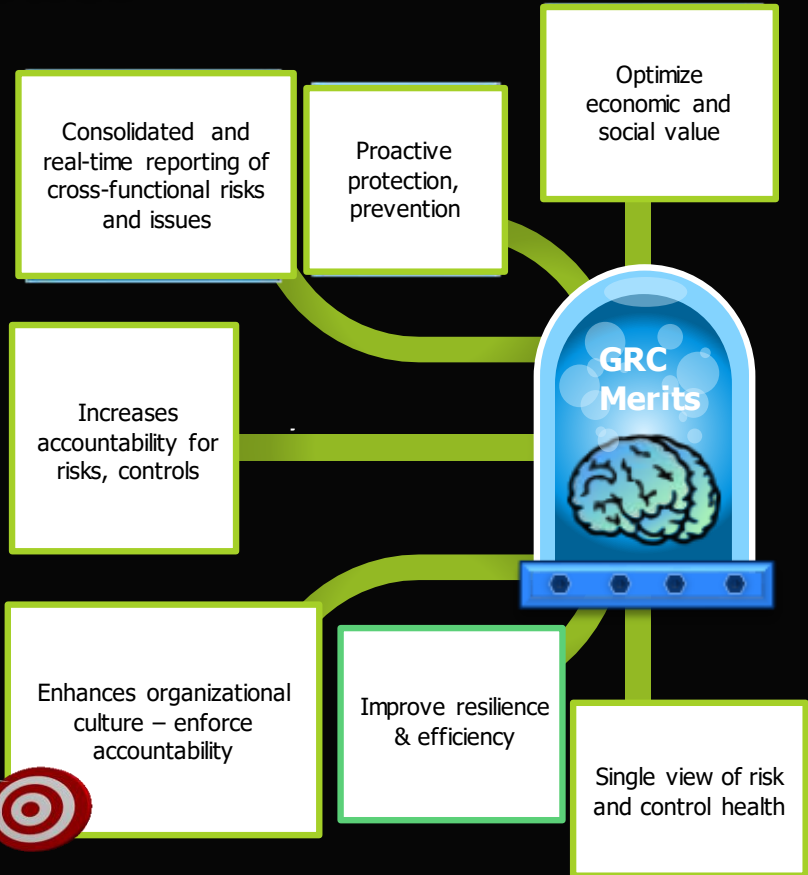 Optimize
economic and
social value
Consolidated and
real-time reporting of
cross-functional risks
and issues
Proactive
protection,
prevention
GRC
Merits
Increases
accountability for
risks, controls
Enhances organizational
culture – enforce
accountability
Improve resilience
& efficiency
Single view of risk
and control health